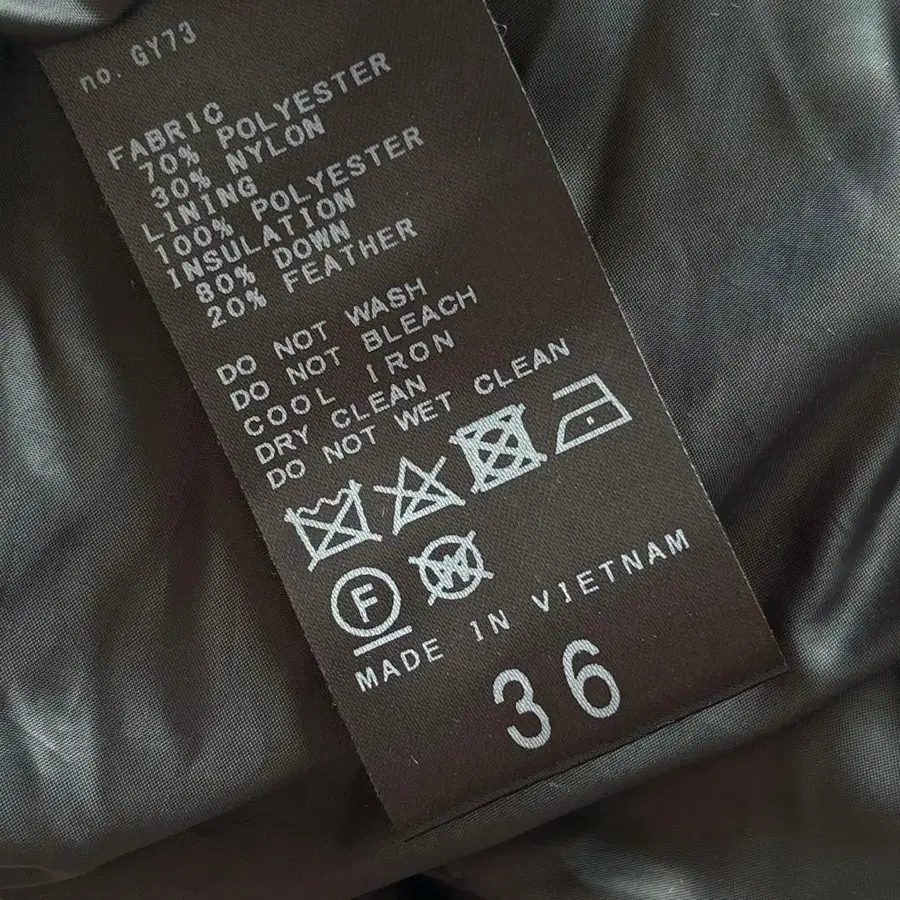 no. GY73
FABRIC
70% POLYESTER
30% NYLON
LINING
100% POLYESTER
INSULATION
80% DOWN
20% FEATHER
DO NOT WASH
DO NOT BLEACH
COOL IRON
DRY CLEAN
DO NOT WET CLEAN
F W
MADE IN VIETNAM
36